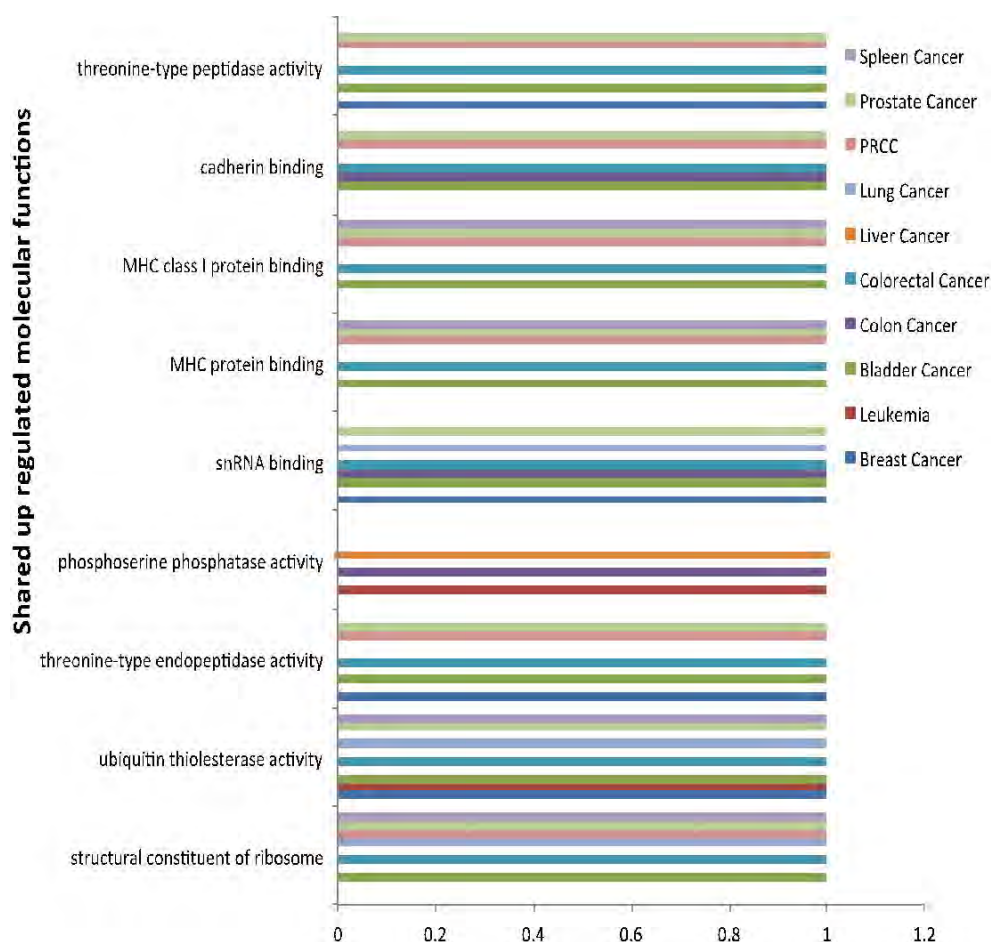 Shared up regulated molecular functions
threonine-type peptidase activity
cadherin binding
MHC class I protein binding
MHC protein binding
snRNA binding
phosphoserine phosphatase activity
threonine-type endopeptidase activity
ubiquitin thiolesterase activity
structural constituent of ribosome
0 0.2 0.4 0.6 0.8 1 1.2
Spleen Cancer
Prostate Cancer
PRCC
Lung Cancer
Liver Cancer
Colorectal Cancer
Colon Cancer
Bladder Cancer
Leukemia
Breast Cancer